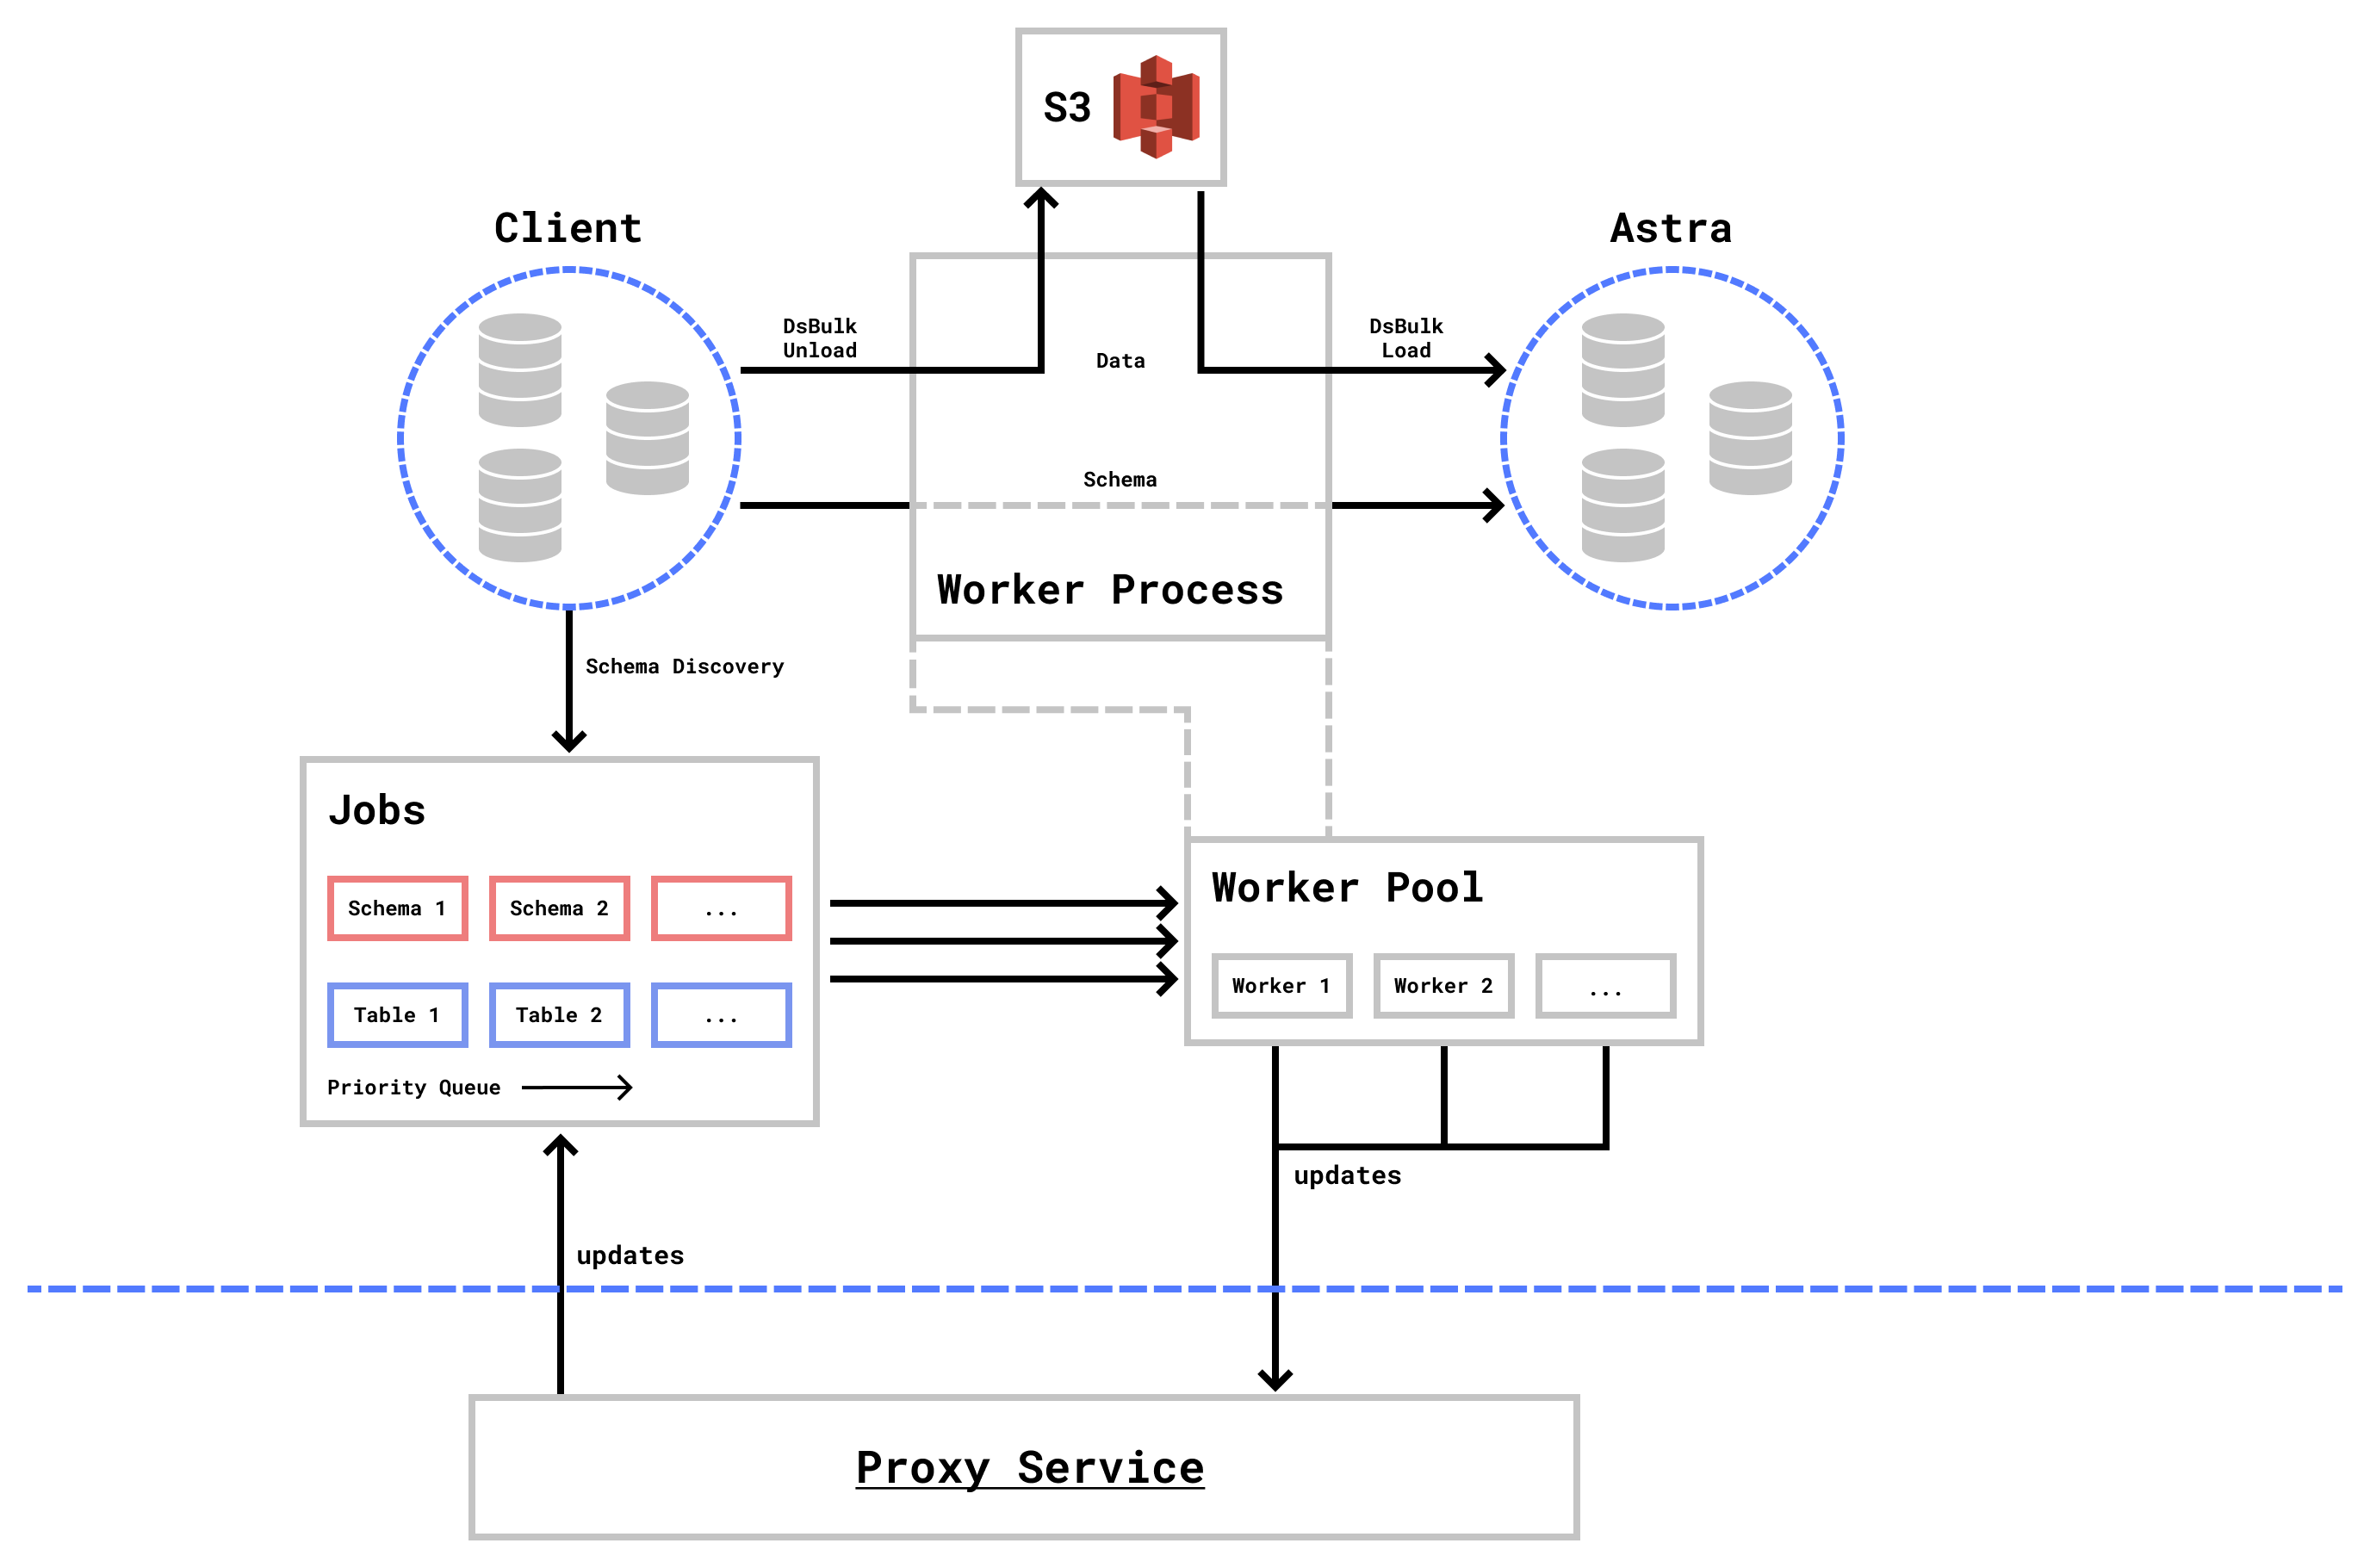 S3
Client
Astra
DsBulk
Unload
Data
DsBulk
Load
Schema
Worker Process
Schema Discovery
Jobs
Schema 1
Schema 2
...
Table 1
Table 2
...
Priority Queue
Worker Pool
Worker 1
Worker 2
...
updates
updates
Proxy Service